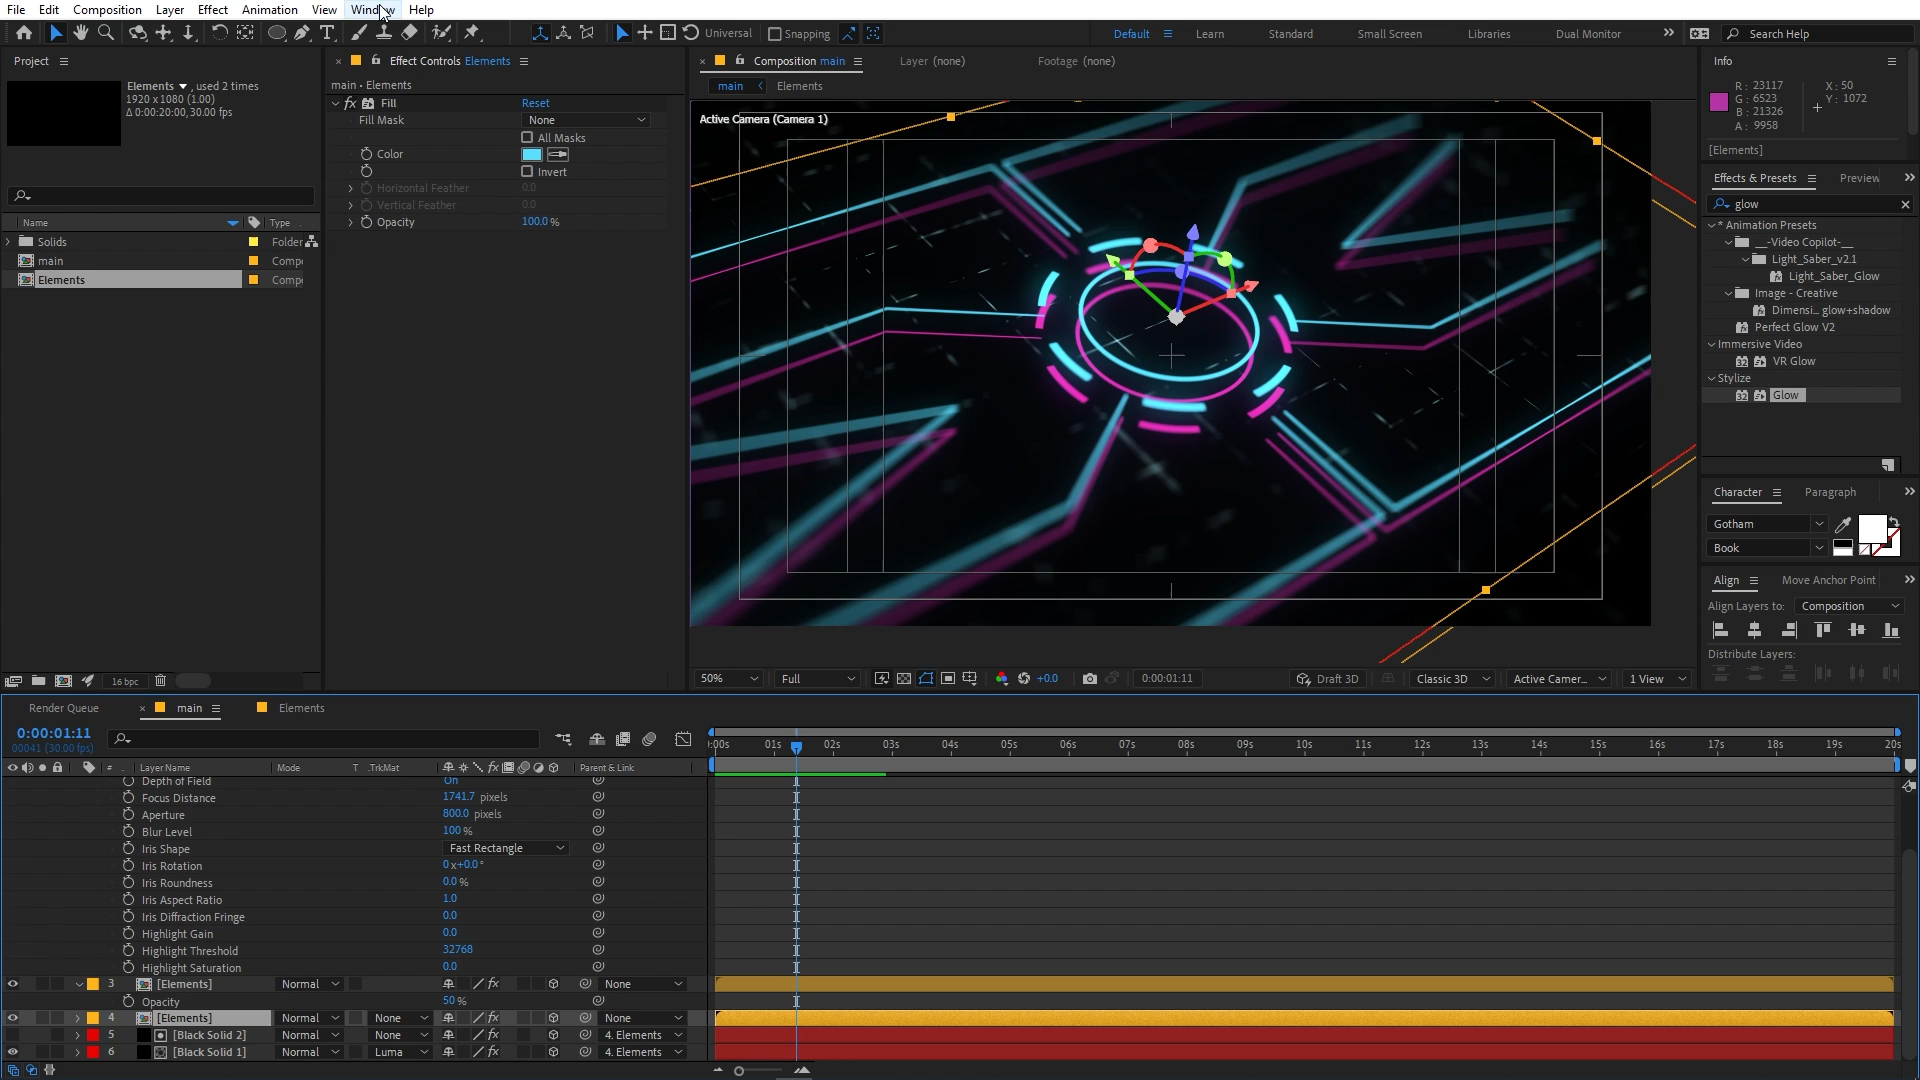 File Edit Composition Layer Effect Animation View Window Help
Universal Snapping Default Learn Standard Small Screen Libraries Dual Monitor Search Help
Project
Elements , used 2 times
1920 x 1080 (1.00)
Δ 0:00:20:00, 30.00 fps
Name Type
Solids Folder
main Compo
Elements Compo
16 bpc
Effect Controls Elements
main • Elements
fx Fill Reset
Fill Mask None
All Masks
Color
Invert
Horizontal Feather 0.0
Vertical Feather 0.0
Opacity 100.0 %
Composition main Layer (none) Footage (none)
main Elements
Active Camera (Camera 1)
50% Full +0.0 0:00:01:11 Draft 3D Classic 3D Active Camer... 1 View
Info
R : 23117 X : 50
G : 6523 Y : 1072
B : 21326
A : 9958
[Elements]
Effects & Presets Preview
glow
* Animation Presets
__-Video Copilot-__
Light_Saber_v2.1
Light_Saber_Glow
Image - Creative
Dimensi... glow+shadow
Perfect Glow V2
Immersive Video
VR Glow
Stylize
Glow
Character Paragraph
Gotham
Book
Align Move Anchor Point
Align Layers to: Composition
Distribute Layers:
Render Queue main Elements
0:00:01:11
00041 (30.00 fps)
:00s 01s 02s 03s 04s 05s 06s 07s 08s 09s 10s 11s 12s 13s 14s 15s 16s 17s 18s 19s 20s
# Layer Name Mode T .TrkMat Parent & Link
Depth of Field On
Focus Distance 1741.7 pixels
Aperture 800.0 pixels
Blur Level 100 %
Iris Shape Fast Rectangle
Iris Rotation 0 x+0.0 °
Iris Roundness 0.0 %
Iris Aspect Ratio 1.0
Iris Diffraction Fringe 0.0
Highlight Gain 0.0
Highlight Threshold 32768
Highlight Saturation 0.0
3 [Elements] Normal None
Opacity 50 %
4 [Elements] Normal None None
5 [Black Solid 2] Normal None 4. Elements
6 [Black Solid 1] Normal Luma 4. Elements